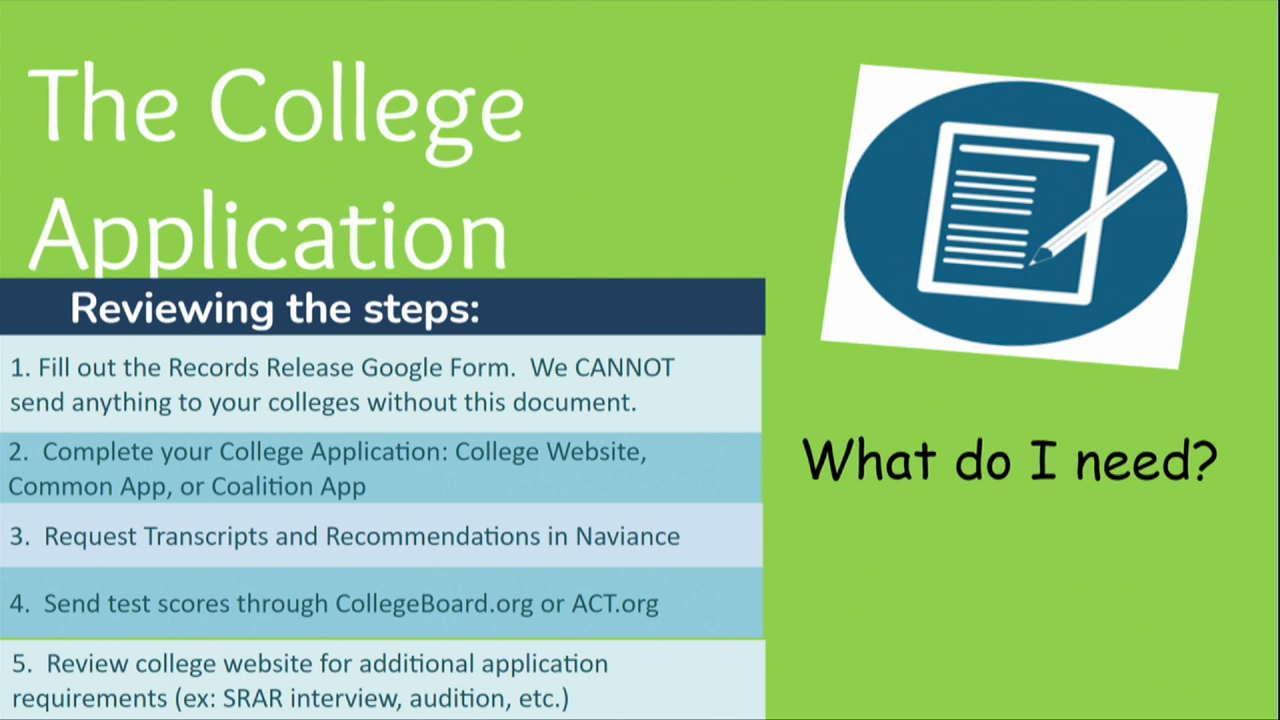 The College
Application
Reviewing the steps:
1. Fill out the Records Release Google Form.  We CANNOT
send anything to your colleges without this document.
2.  Complete your College Application: College Website,
Common App, or Coalition App
3.  Request Transcripts and Recommendations in Naviance
4.  Send test scores through CollegeBoard.org or ACT.org
5.  Review college website for additional application
requirements (ex: SRAR interview, audition, etc.)
What do I need?